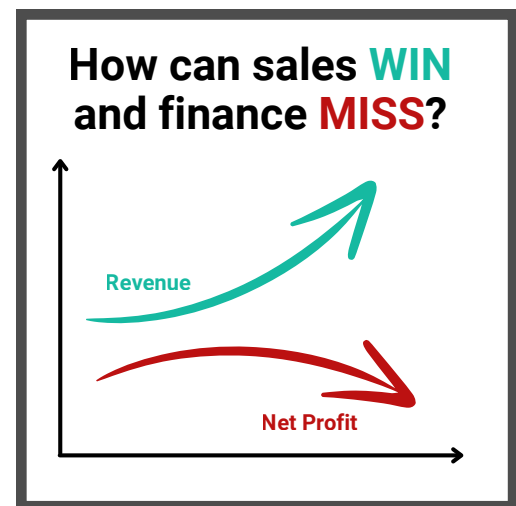 How can sales WIN
and finance MISS?
Revenue
Net Profit